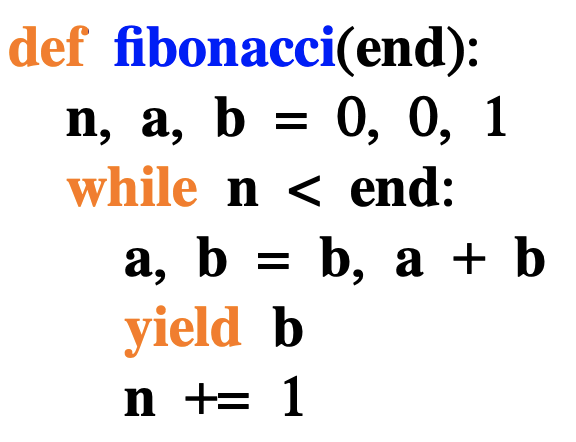 def fibonacci(end):
n, a, b = 0, 0, 1
while n < end:
a, b = b, a + b
yield b
n += 1